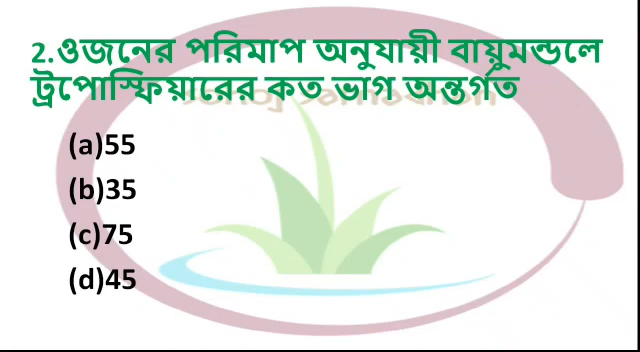 2.ওজনের পরিমাপ অনুযায়ী বায়ুমন্ডলে
ট্রপোস্ফিয়ারের কত ভাগ অন্তর্গত
(a)55
(b)35
(c)75
(d)45